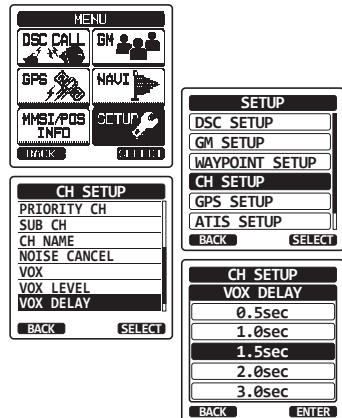 MENU
DSC CALL
GM
GPS
NAVI
MMSI/POS
INFO
SETUP
BACK
SELECT
SETUP
DSC SETUP
GM SETUP
WAYPOINT SETUP
CH SETUP
GPS SETUP
ATIS SETUP
BACK SELECT
CH SETUP
PRIORITY CH
SUB CH
CH NAME
NOISE CANCEL
VOX
VOX LEVEL
VOX DELAY
BACK SELECT
CH SETUP
VOX DELAY
0.5sec
1.0sec
1.5sec
2.0sec
3.0sec
BACK ENTER